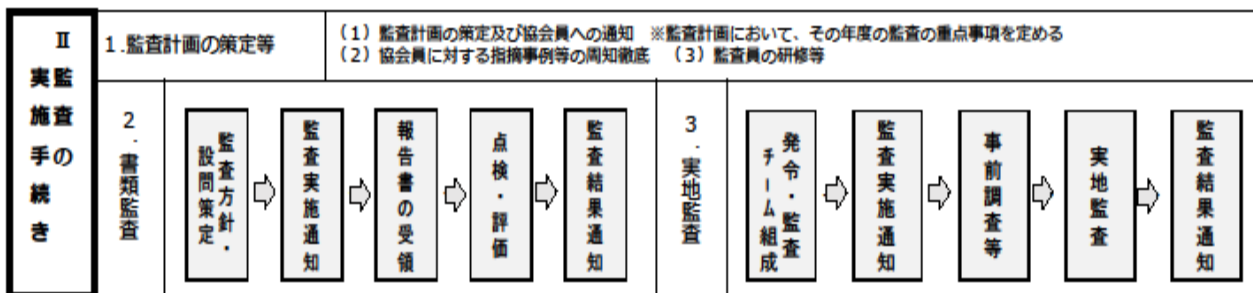 Ⅱ
監査の
実施手続き
1.監査計画の策定等
(1) 監査計画の策定及び協会員への通知 ※監査計画において、その年度の監査の重点事項を定める
(2) 協会員に対する指摘事例等の周知徹底 (3) 監査員の研修等
2.書類監査
監査方針・
設問策定
監査実施通知
報告書の受領
点検・評価
監査結果通知
3.実地監査
発令・監査
チーム組成
監査実施通知
事前調査等
実地監査
監査結果通知